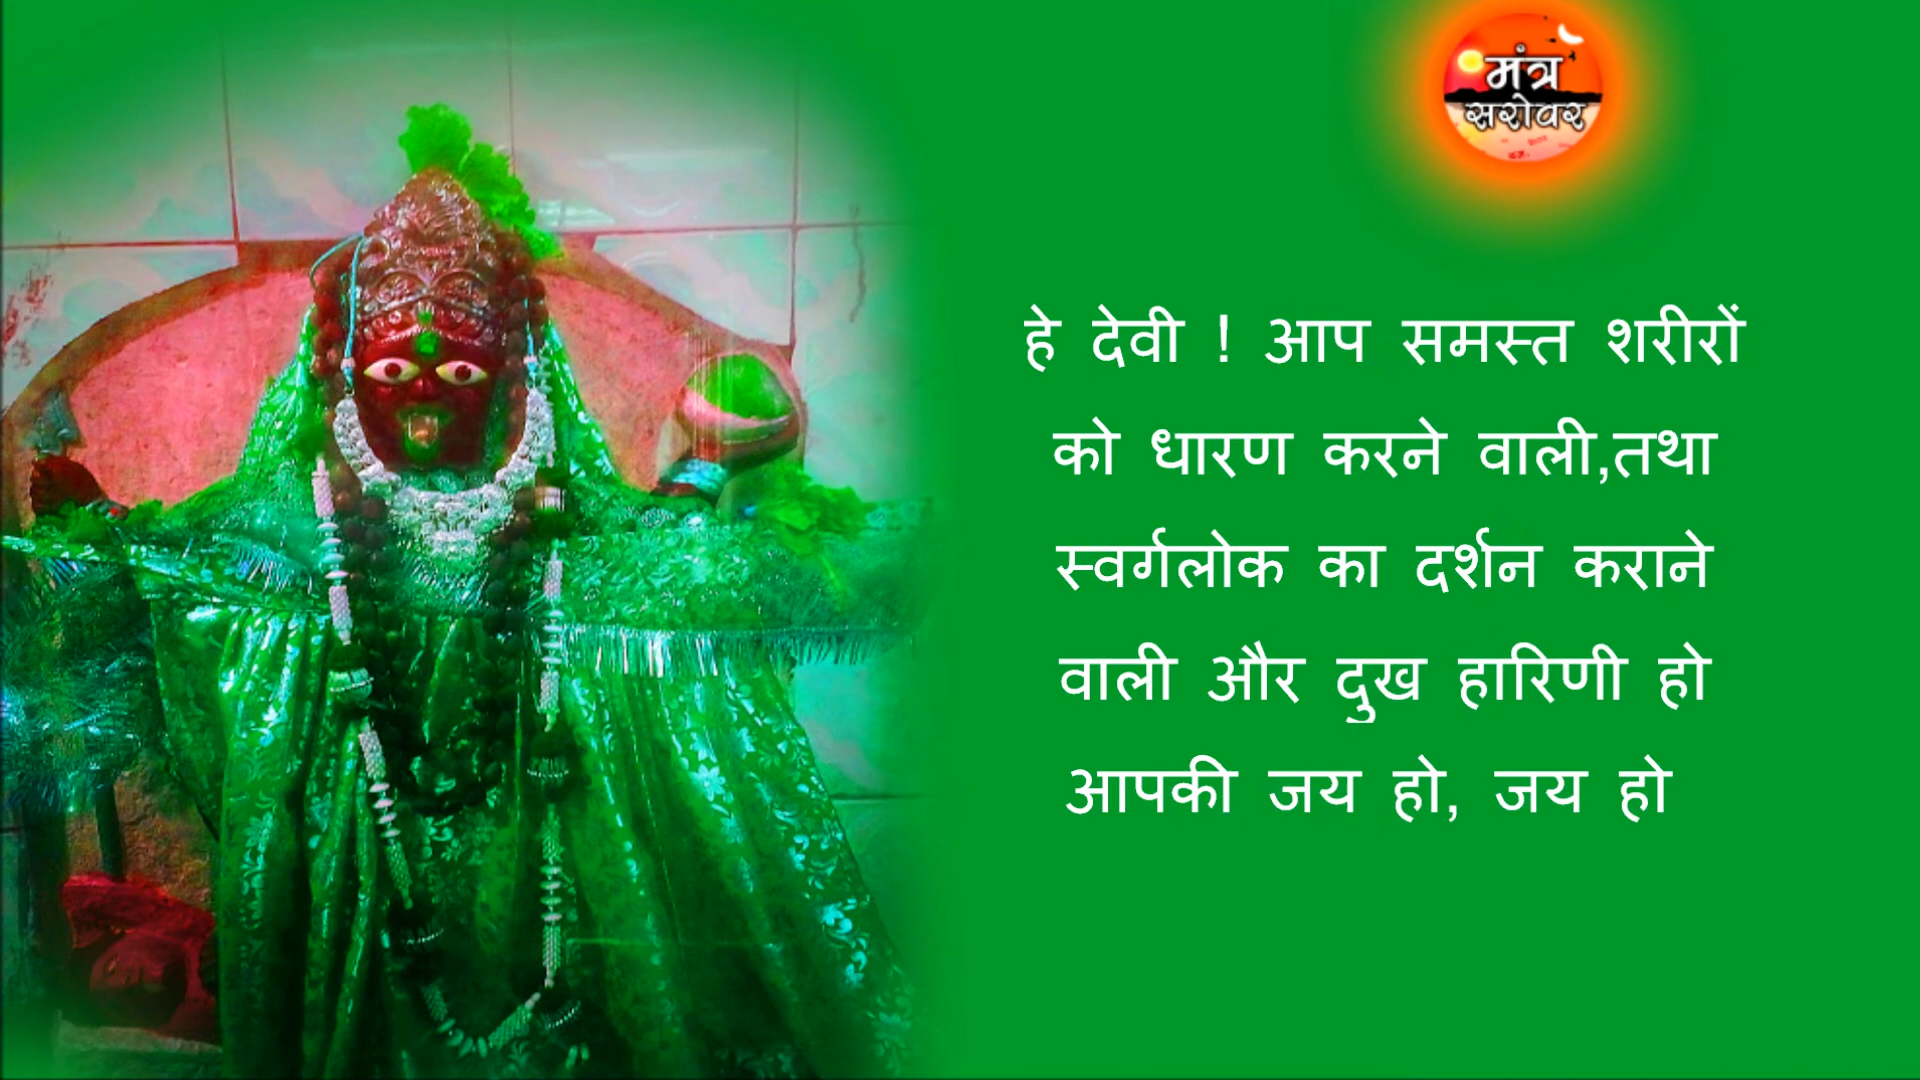 मंत्र
सरोवर
हे देवी ! आप समस्त शरीरों
को धारण करने वाली,तथा
स्वर्गलोक का दर्शन कराने
वाली और दुख हारिणी हो
आपकी जय हो, जय हो